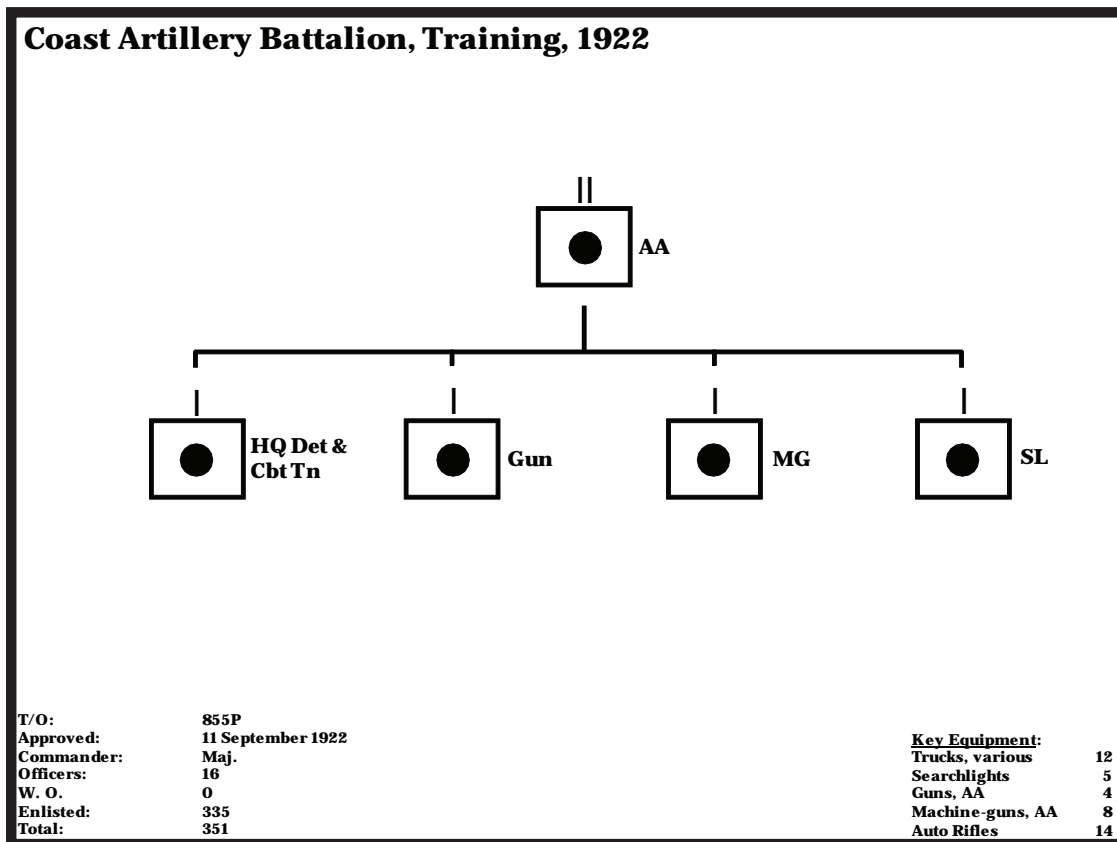 Coast Artillery Battalion, Training, 1922
AA
HQ Det &
Cbt Tn
Gun
MG
SL
T/O: 855P
Approved: 11 September 1922
Commander: Maj.
Officers: 16
W. O. 0
Enlisted: 335
Total: 351
Key Equipment:
Trucks, various 12
Searchlights 5
Guns, AA 4
Machine-guns, AA 8
Auto Rifles 14